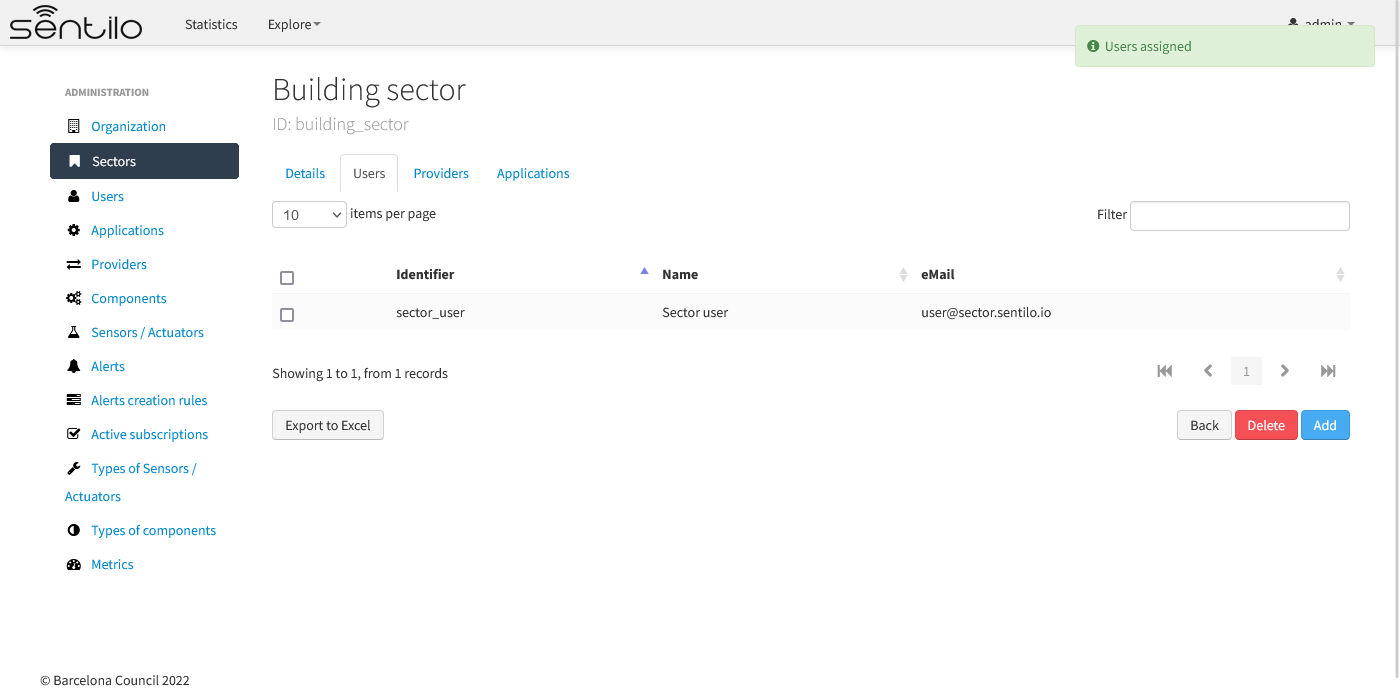 sentilo Statistics Explore admin
Users assigned
Building sector
ID: building_sector
ADMINISTRATION
Organization
Sectors
Users
Applications
Providers
Components
Sensors / Actuators
Alerts
Alerts creation rules
Active subscriptions
Types of Sensors /
Actuators
Types of components
Metrics
Details Users Providers Applications
10 items per page Filter
Identifier Name eMail
sector_user Sector user user@sector.sentilo.io
Showing 1 to 1, from 1 records 1
Export to Excel Back Delete Add
© Barcelona Council 2022